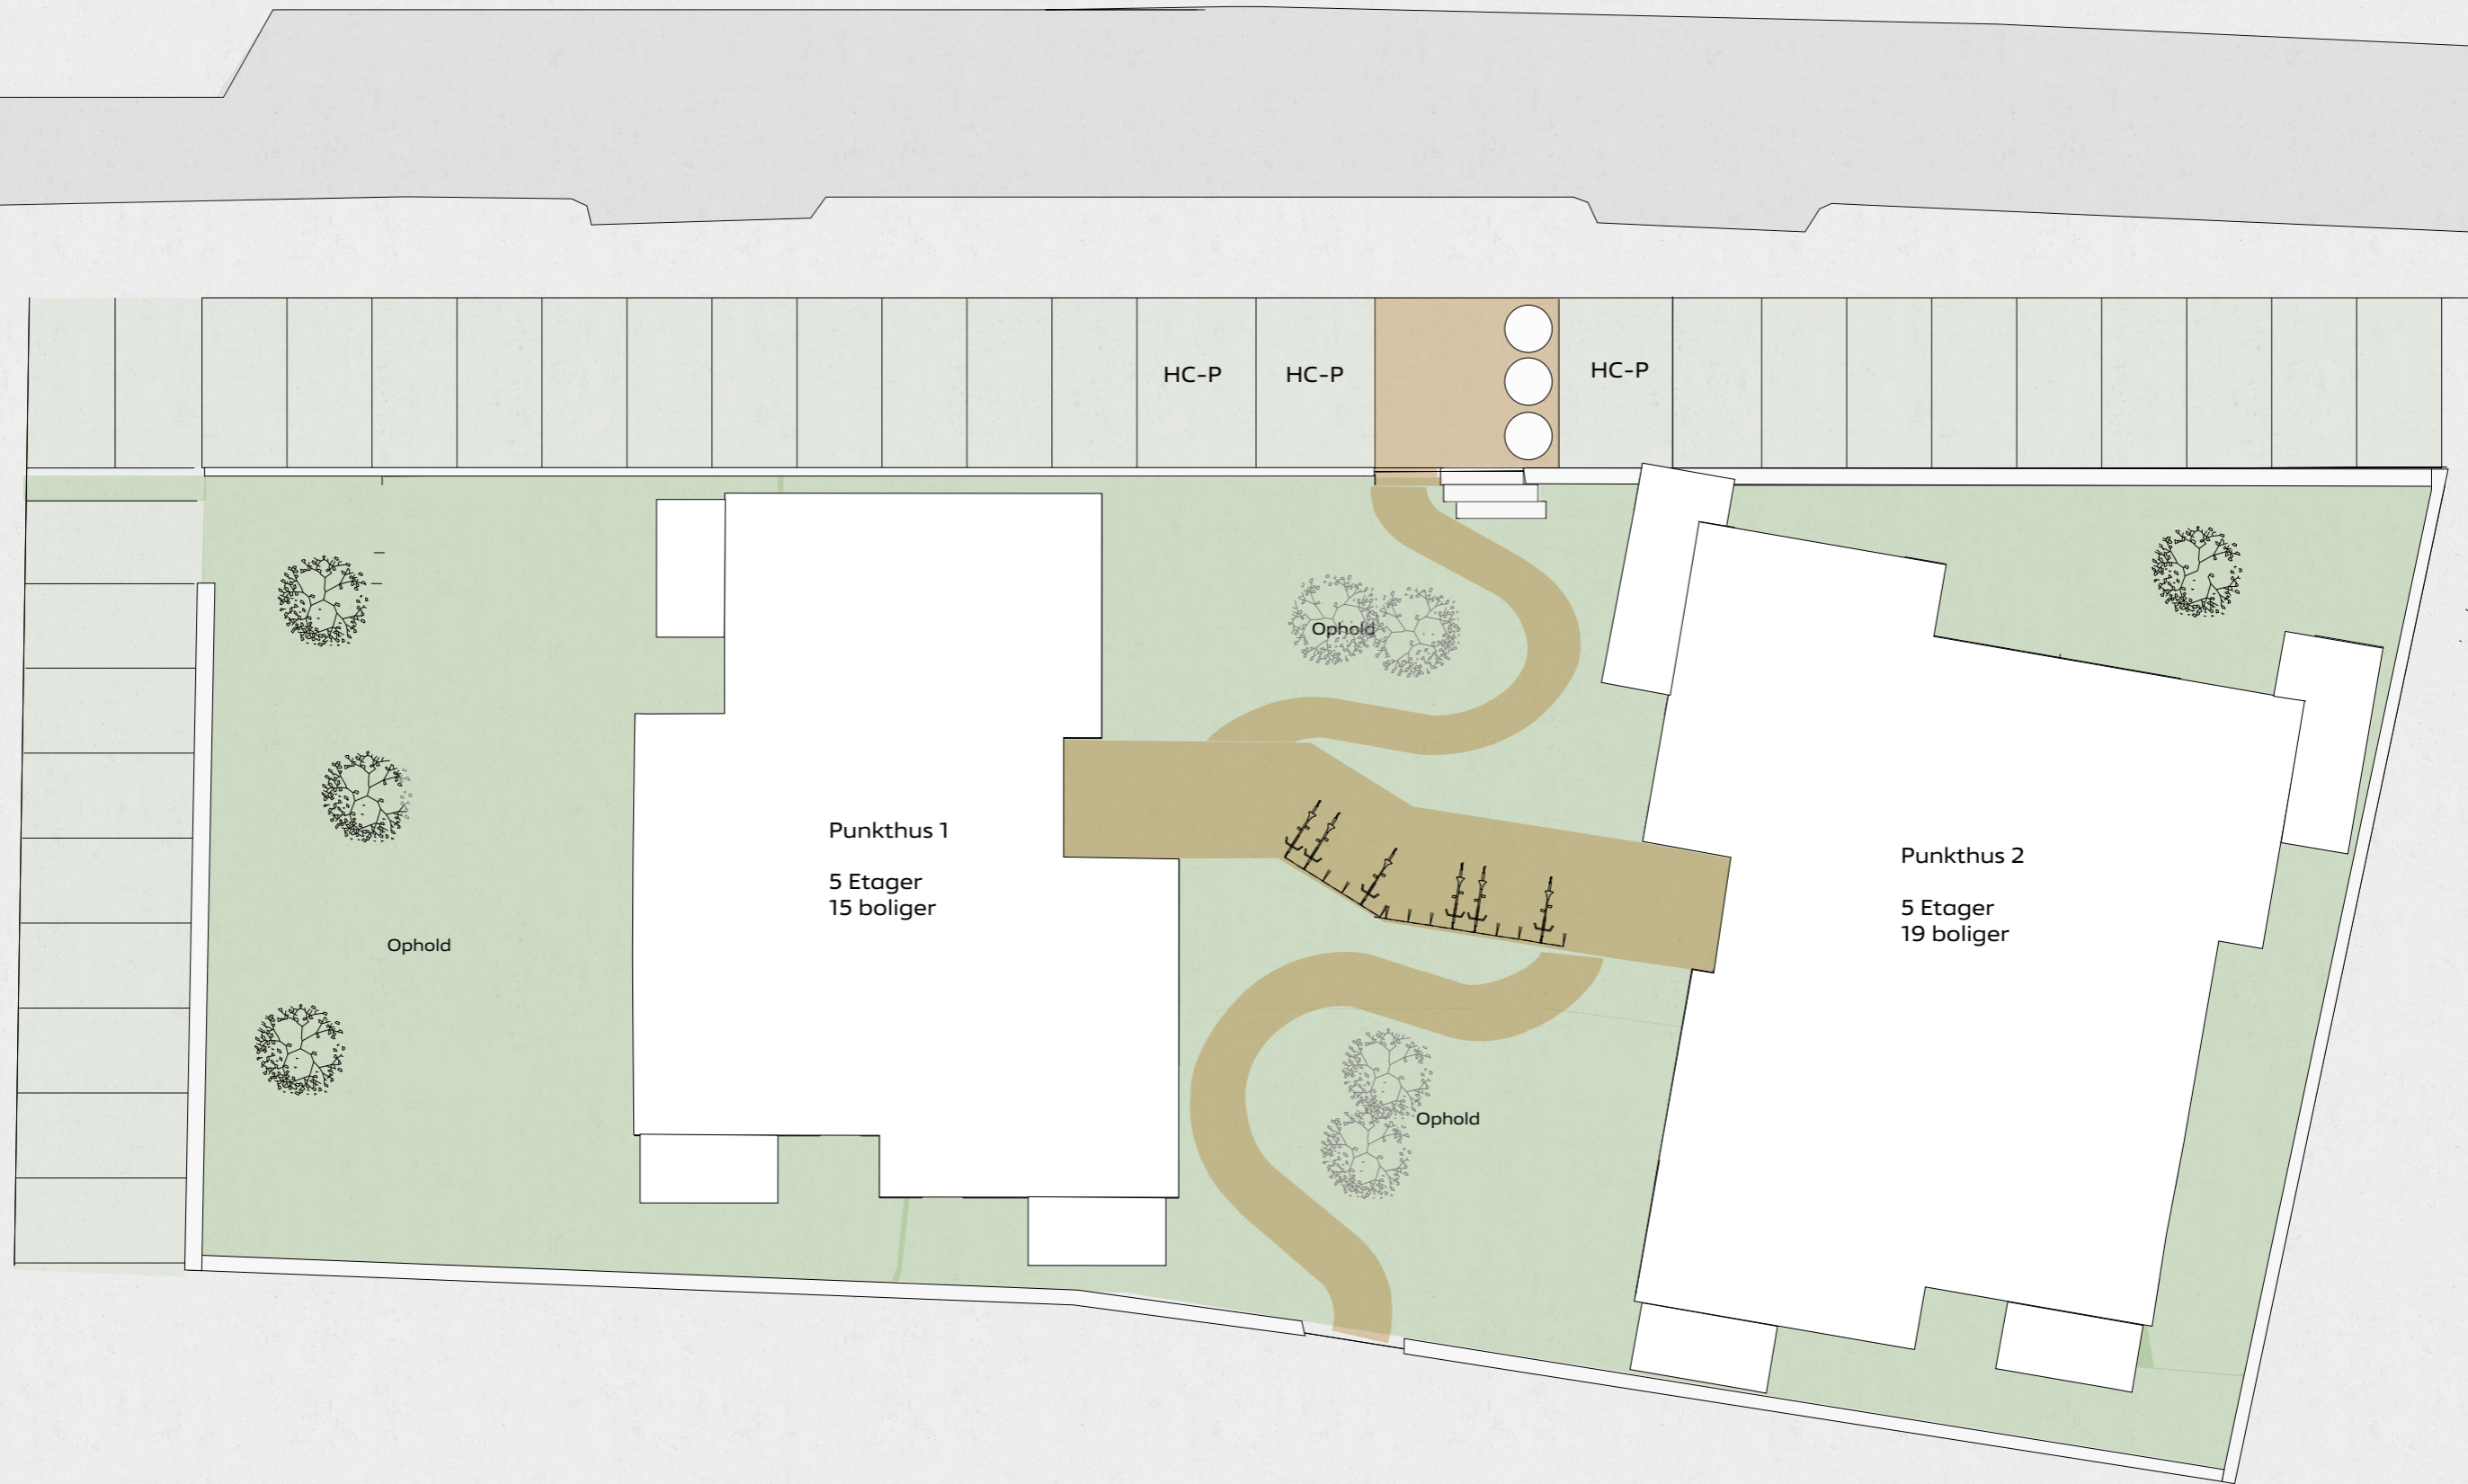 HC-P
HC-P
HC-P
Ophold
Punkthus 1
5 Etager
15 boliger
Punkthus 2
5 Etager
19 boliger
Ophold
Ophold